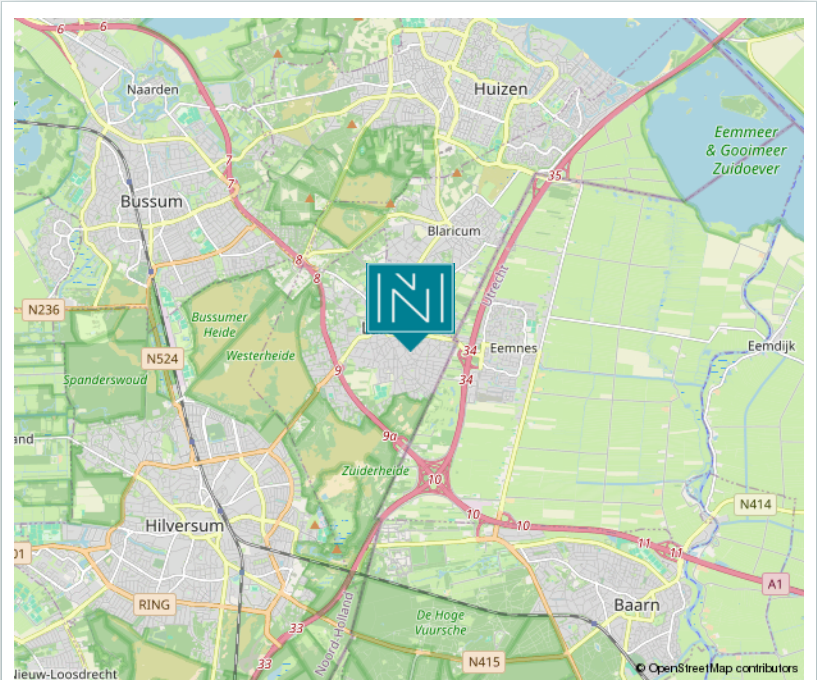 6
6
Naarden
Huizen
Eemmeer
& Gooimeer
Zuidoever
7
7
35
Bussum
Blaricum
8
8
Utrecht
N236
Bussumer
Heide
N
Westerheide
34
Eemnes
Eemdijk
N524
9
34
Spanderswoud
9a
Zuiderheide
10
N414
Hilversum
10
10
11
11
01
A1
RING
Baarn
De Hoge
Vuursche
33
Noord-Holland
N415
33
© OpenStreetMap contributors